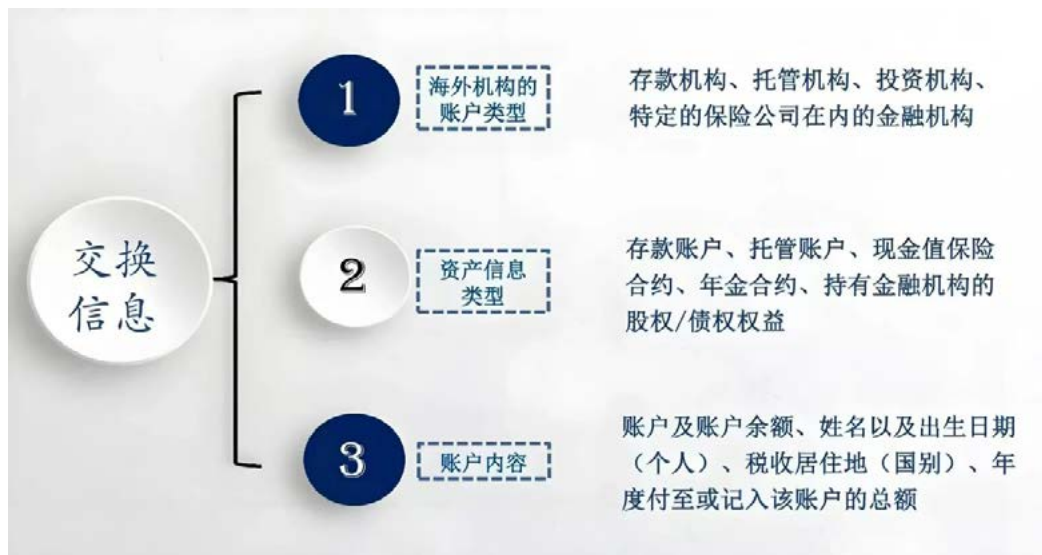 交换
信息
1
海外机构的
账户类型
存款机构、托管机构、投资机构、
特定的保险公司在内的金融机构
2
资产信息
类型
存款账户、托管账户、现金值保险
合约、年金合约、持有金融机构的
股权/债权权益
3
账户内容
账户及账户余额、姓名以及出生日期
（个人）、税收居住地（国别）、年
度付至或记入该账户的总额